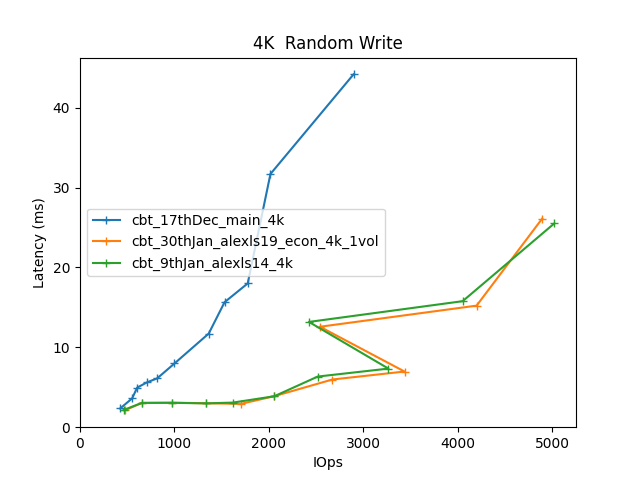 4K  Random Write
Latency (ms)
40
30
20
10
0
cbt_17thDec_main_4k
cbt_30thJan_alexls19_econ_4k_1vol
cbt_9thJan_alexls14_4k
0 1000 2000 3000 4000 5000
IOps